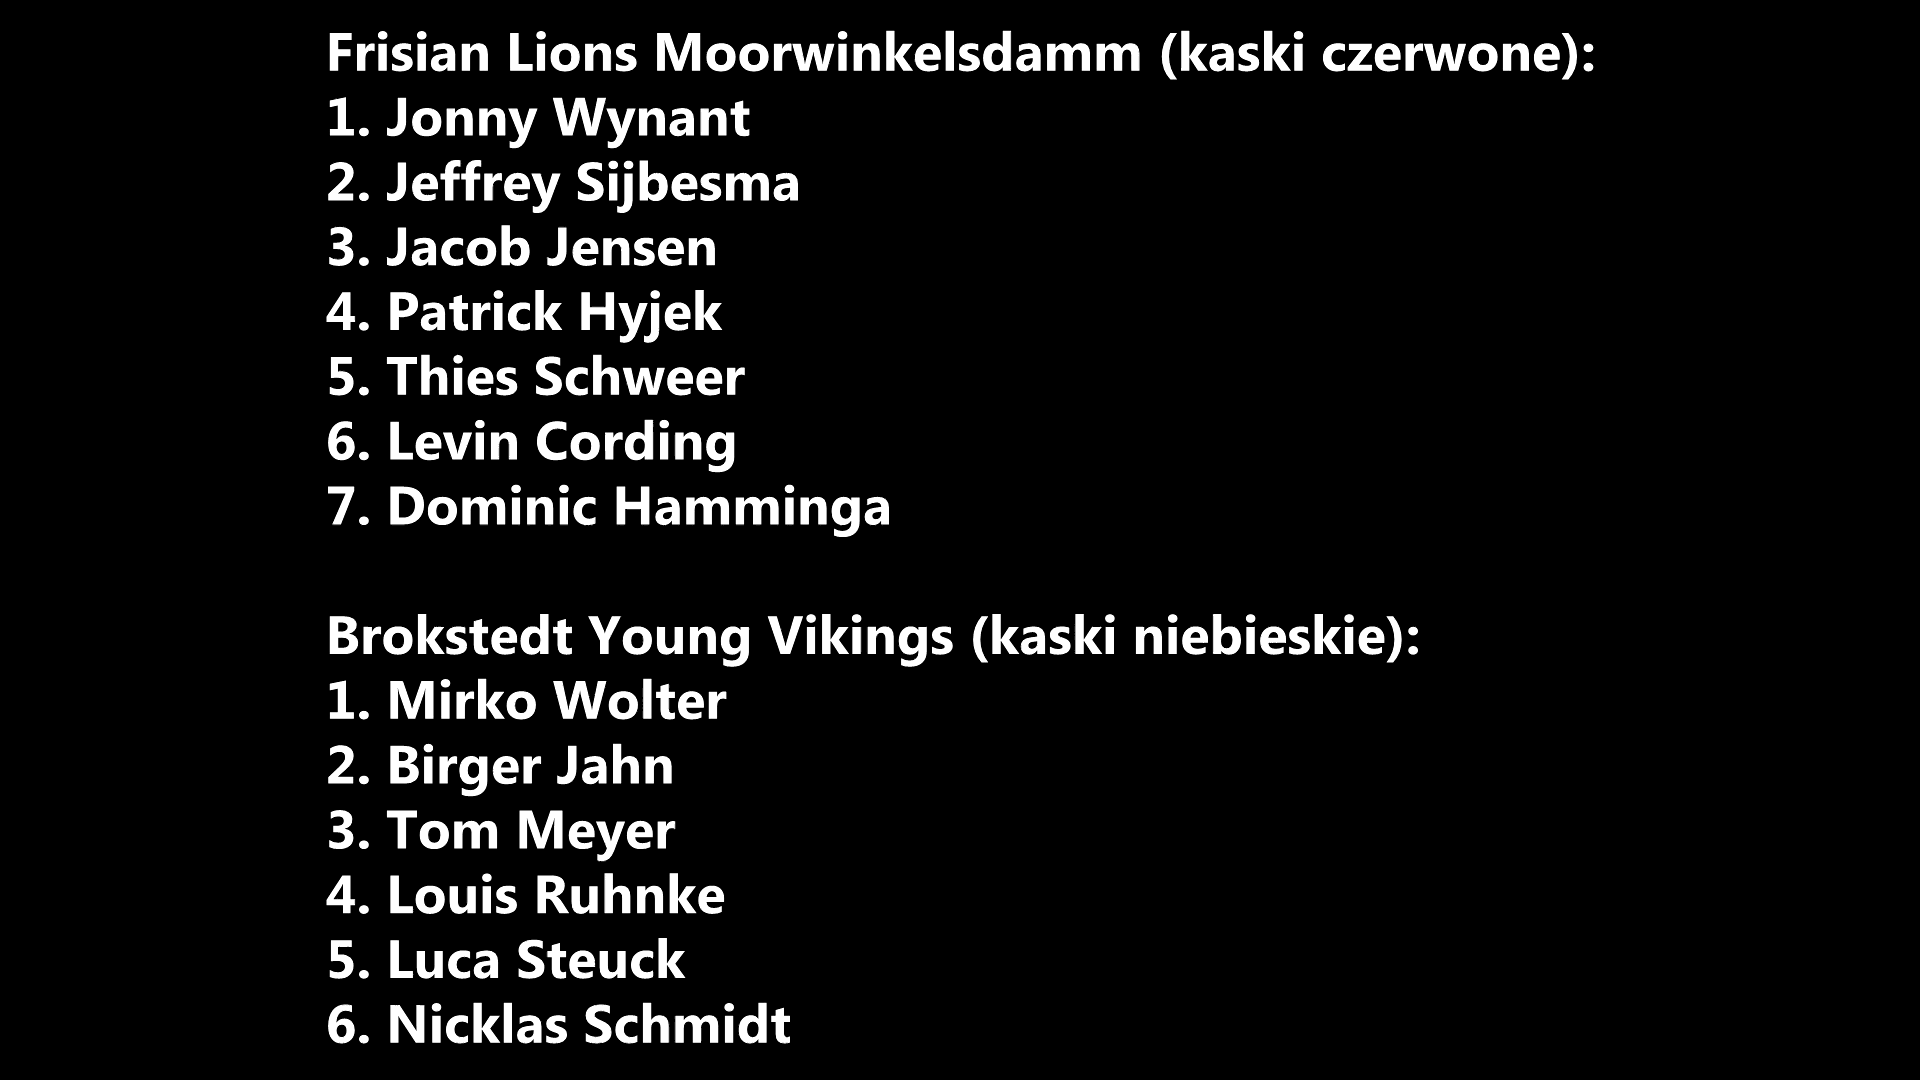 Frisian Lions Moorwinkelsdamm (kaski czerwone):
1. Jonny Wynant
2. Jeffrey Sijbesma
3. Jacob Jensen
4. Patrick Hyjek
5. Thies Schweer
6. Levin Cording
7. Dominic Hamminga
Brokstedt Young Vikings (kaski niebieskie):
1. Mirko Wolter
2. Birger Jahn
3. Tom Meyer
4. Louis Ruhnke
5. Luca Steuck
6. Nicklas Schmidt